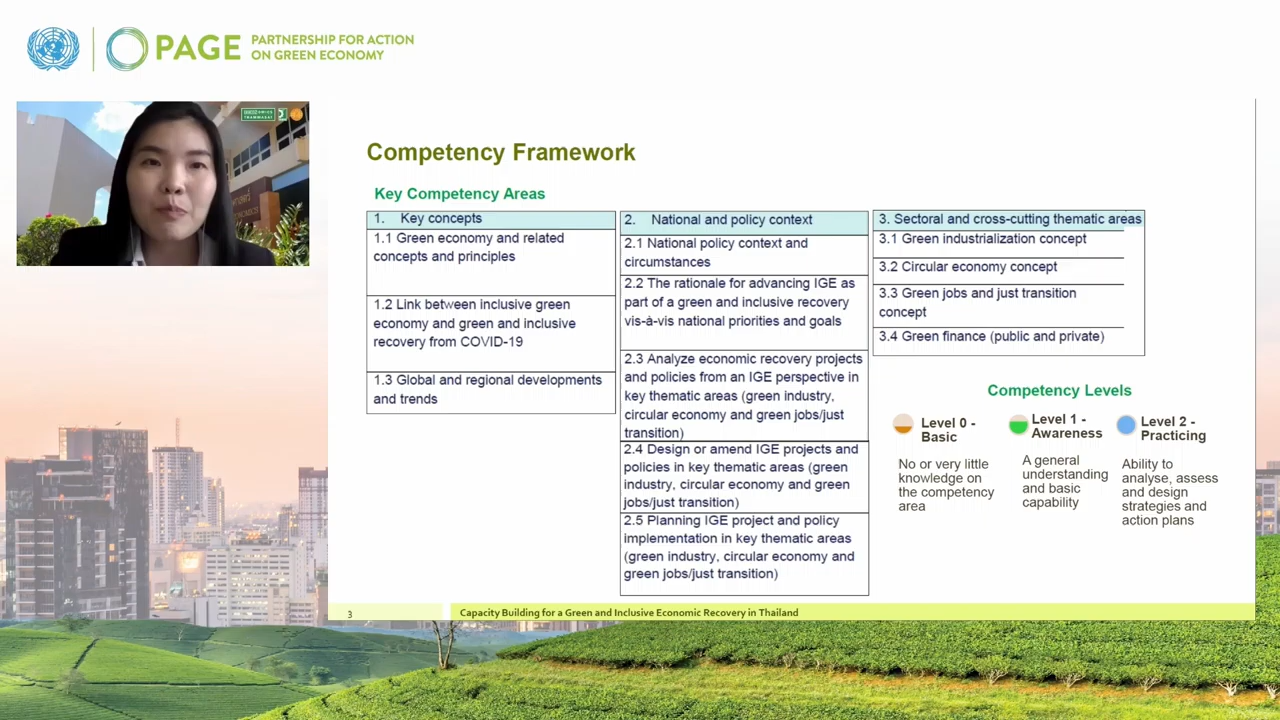 PAGE
PARTNERSHIP FOR ACTION
ON GREEN ECONOMY
Competency Framework
Key Competency Areas
1. Key concepts
1.1 Green economy and related
concepts and principles
1.2 Link between inclusive green
economy and green and inclusive
recovery from COVID-19
1.3 Global and regional developments
and trends
2. National and policy context
2.1 National policy context and
circumstances
2.2 The rationale for advancing IGE as
part of a green and inclusive recovery
vis-à-vis national priorities and goals
2.3 Analyze economic recovery projects
and policies from an IGE perspective in
key thematic areas (green industry,
circular economy and green jobs/just
transition)
2.4 Design or amend IGE projects and
policies in key thematic areas (green
industry, circular economy and green
jobs/just transition)
2.5 Planning IGE project and policy
implementation in key thematic areas
(green industry, circular economy and
green jobs/just transition)
3. Sectoral and cross-cutting thematic areas
3.1 Green industrialization concept
3.2 Circular economy concept
3.3 Green jobs and just transition
concept
3.4 Green finance (public and private)
Competency Levels
Level 0 -
Basic
No or very little
knowledge on
the competency
area
Level 1 -
Awareness
A general
understanding
and basic
capability
Level 2 -
Practicing
Ability to
analyse, assess
and design
strategies and
action plans
3
Capacity Building for a Green and Inclusive Economic Recovery in Thailand